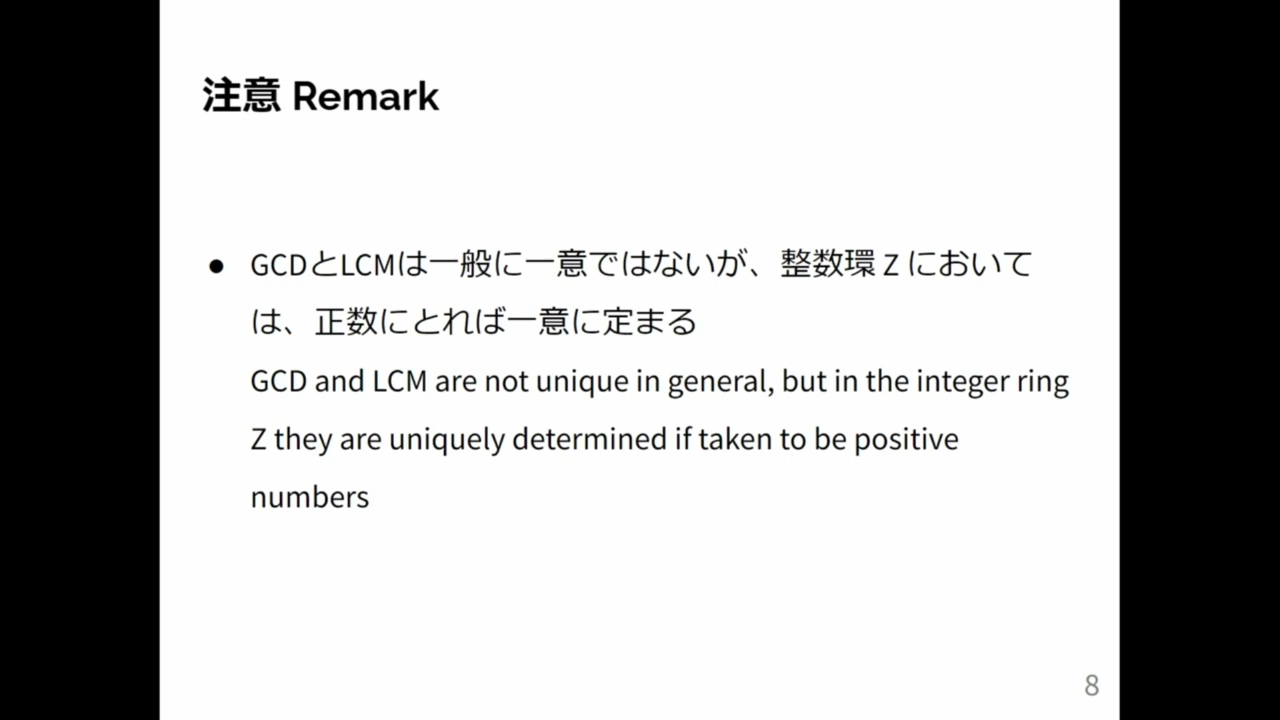 注意 Remark
● GCDとLCMは一般に一意ではないが、整数環 Z において
は、正数にとれば一意に定まる
GCD and LCM are not unique in general, but in the integer ring
Z they are uniquely determined if taken to be positive
numbers
8